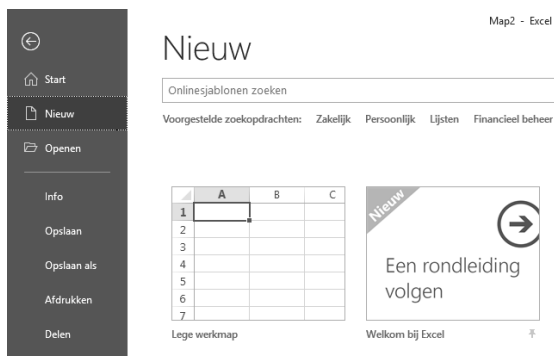 Map2 - Excel
Nieuw
Start
Nieuw
Openen
Info
Opslaan
Opslaan als
Afdrukken
Delen
Onlinesjablonen zoeken
Voorgestelde zoekopdrachten: Zakelijk Persoonlijk Lijsten Financieel beheer
A B C
1
2
3
4
5
6
7
Lege werkmap
Nieuw
Een rondleiding
volgen
Welkom bij Excel